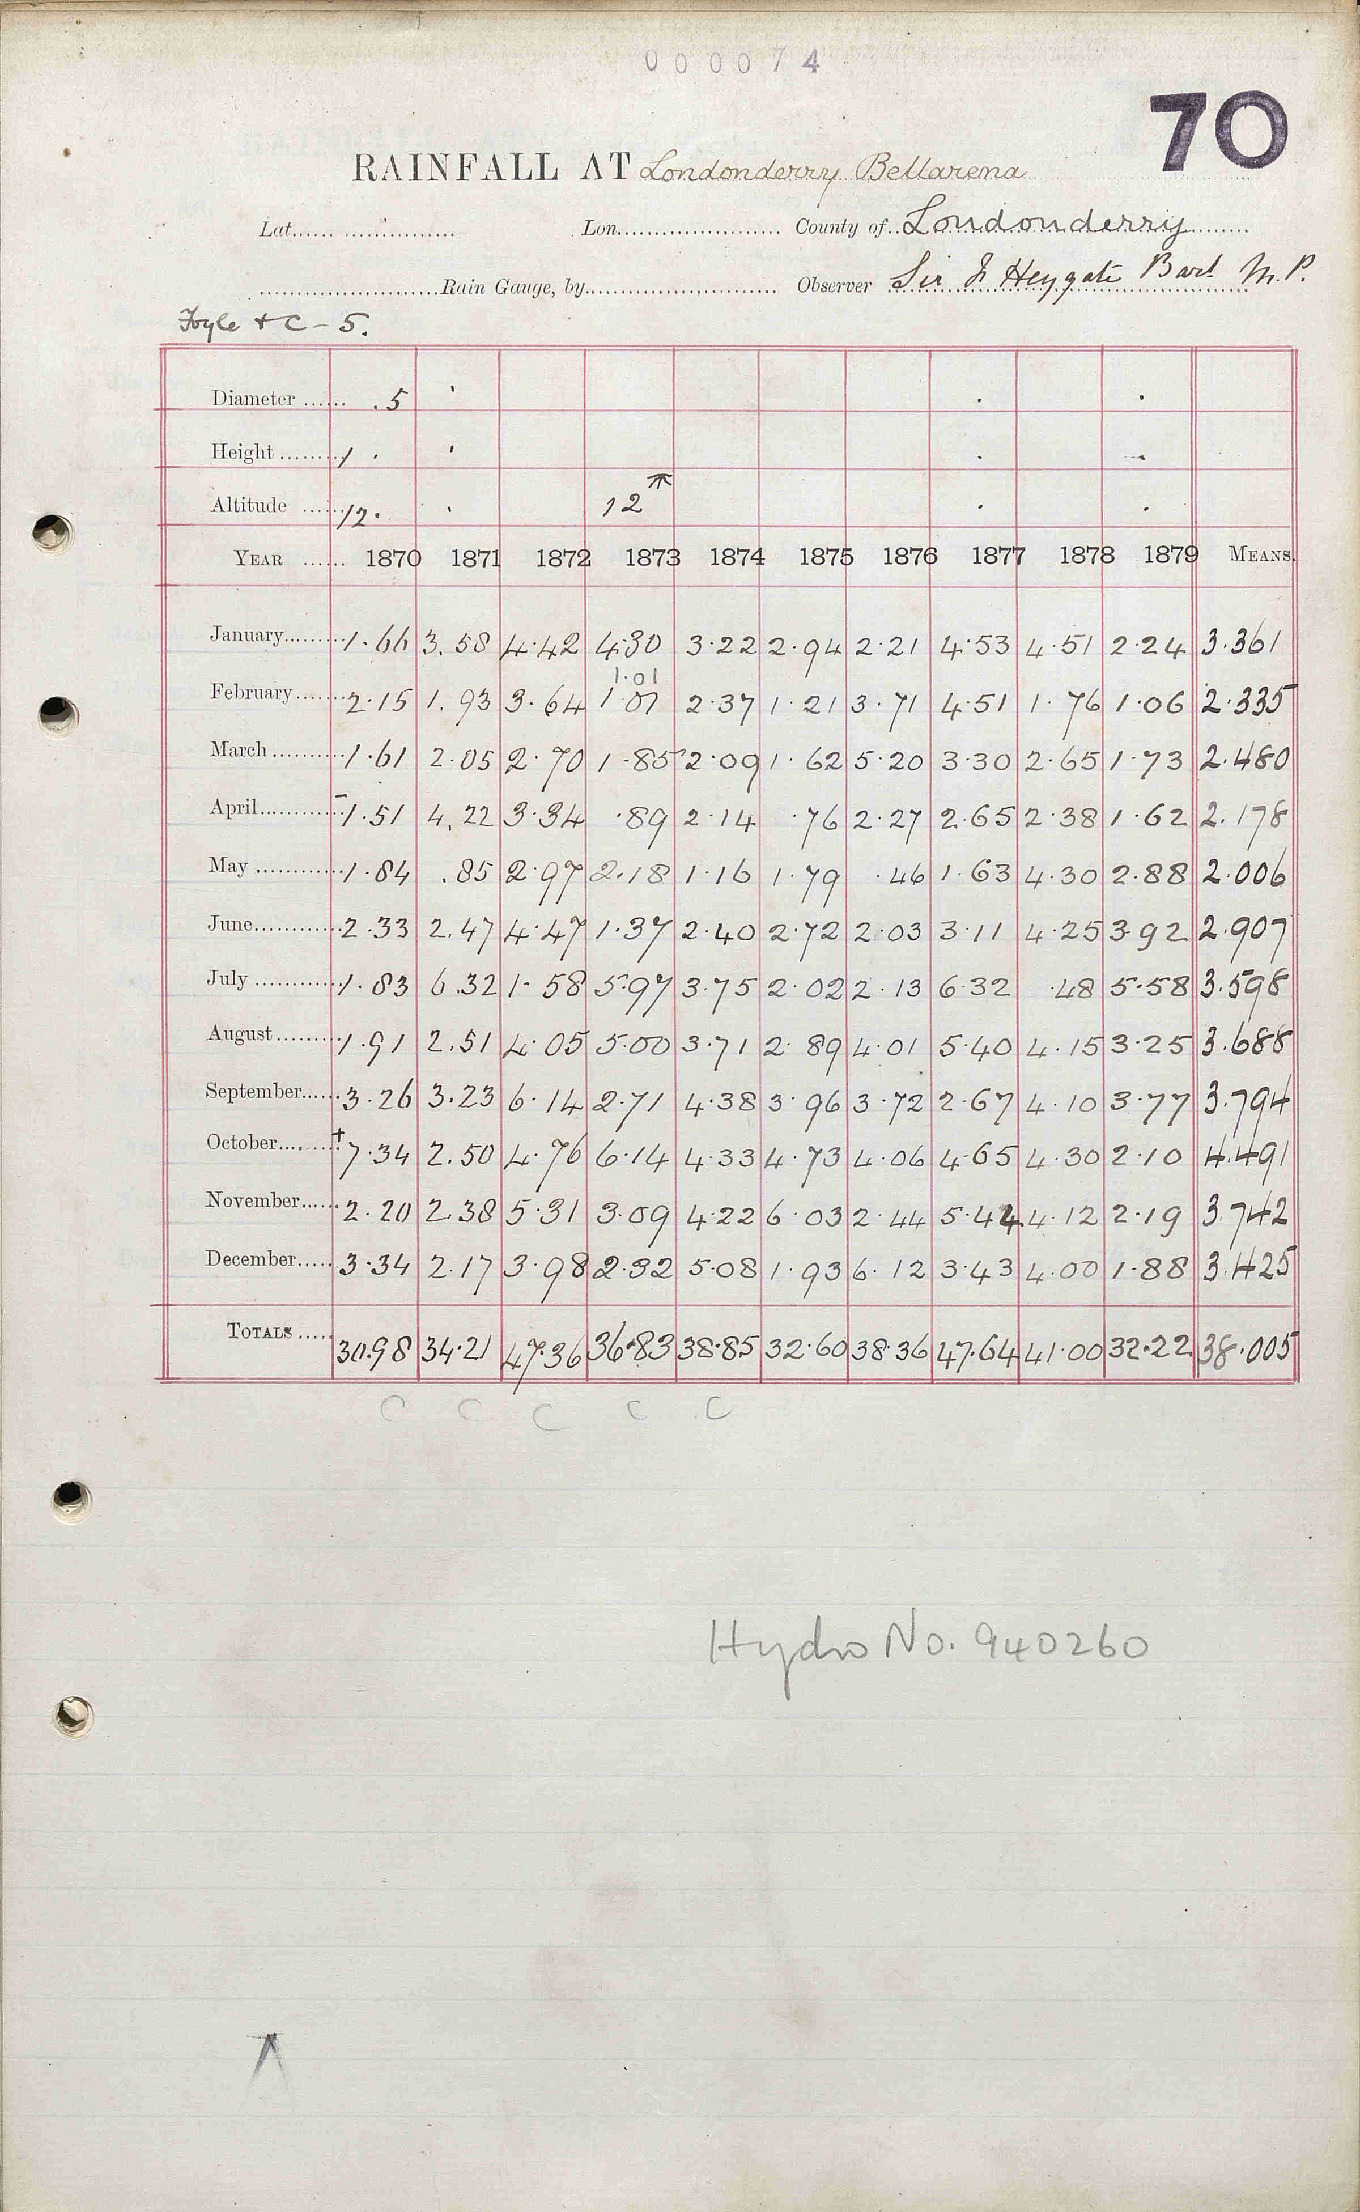 000074
70
RAINFALL AT Londonderry Bellarena
Lat. Lon. County of Londonderry
Rain Gauge, by Observer Sir F Heygate Bart M.P.
Foyle + C - 5.
Diameter 5
Height 1
Altitude 12. 12
YEAR 1870 1871 1872 1873 1874 1875 1876 1877 1878 1879 MEANS.
January 1.66 3.58 4.42 4.30 3.22 2.94 2.21 4.53 4.51 2.24 3.361
1.01
February 2.15 1.93 3.64 1.01 2.37 1.21 3.71 4.51 1.76 1.06 2.335
March 1.61 2.05 2.70 1.85 2.09 1.62 5.20 3.30 2.65 1.73 2.480
April 1.51 4.22 3.34 .89 2.14 .76 2.27 2.65 2.38 1.62 2.178
May 1.84 .85 2.97 2.18 1.16 1.79 .46 1.63 4.30 2.88 2.006
June 2.33 2.47 4.47 1.37 2.40 2.72 2.03 3.11 4.25 3.92 2.907
July 1.83 6.32 1.58 5.97 3.75 2.02 2.13 6.32 .48 5.58 3.598
August 1.91 2.51 4.05 5.00 3.71 2.89 4.01 5.40 4.15 3.25 3.688
September 3.26 3.23 6.14 2.71 4.38 3.96 3.72 2.67 4.10 3.77 3.794
October + 7.34 2.50 4.76 6.14 4.33 4.73 4.06 4.65 4.30 2.10 4.491
November 2.20 2.38 5.31 3.09 4.22 6.03 2.44 5.44 4.12 2.19 3.742
December 3.34 2.17 3.98 2.32 5.08 1.93 6.12 3.43 4.00 1.88 3.425
TOTALS 30.98 34.21 47.36 36.83 38.85 32.60 38.36 47.64 41.00 32.22 38.005
C C C C C
Hydro No. 940260